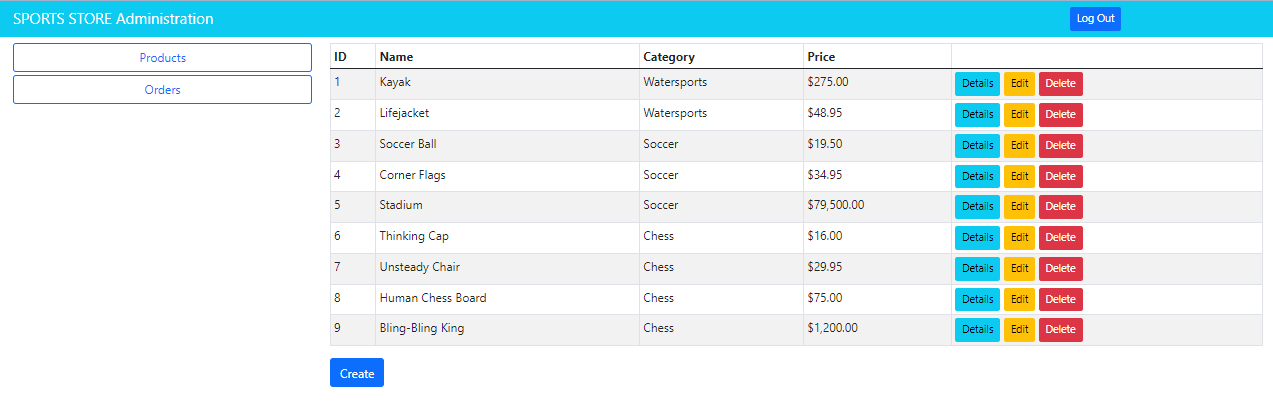 SPORTS STORE Administration Log Out
Products
Orders
ID Name Category Price
1 Kayak Watersports $275.00 Details Edit Delete
2 Lifejacket Watersports $48.95 Details Edit Delete
3 Soccer Ball Soccer $19.50 Details Edit Delete
4 Corner Flags Soccer $34.95 Details Edit Delete
5 Stadium Soccer $79,500.00 Details Edit Delete
6 Thinking Cap Chess $16.00 Details Edit Delete
7 Unsteady Chair Chess $29.95 Details Edit Delete
8 Human Chess Board Chess $75.00 Details Edit Delete
9 Bling-Bling King Chess $1,200.00 Details Edit Delete
Create